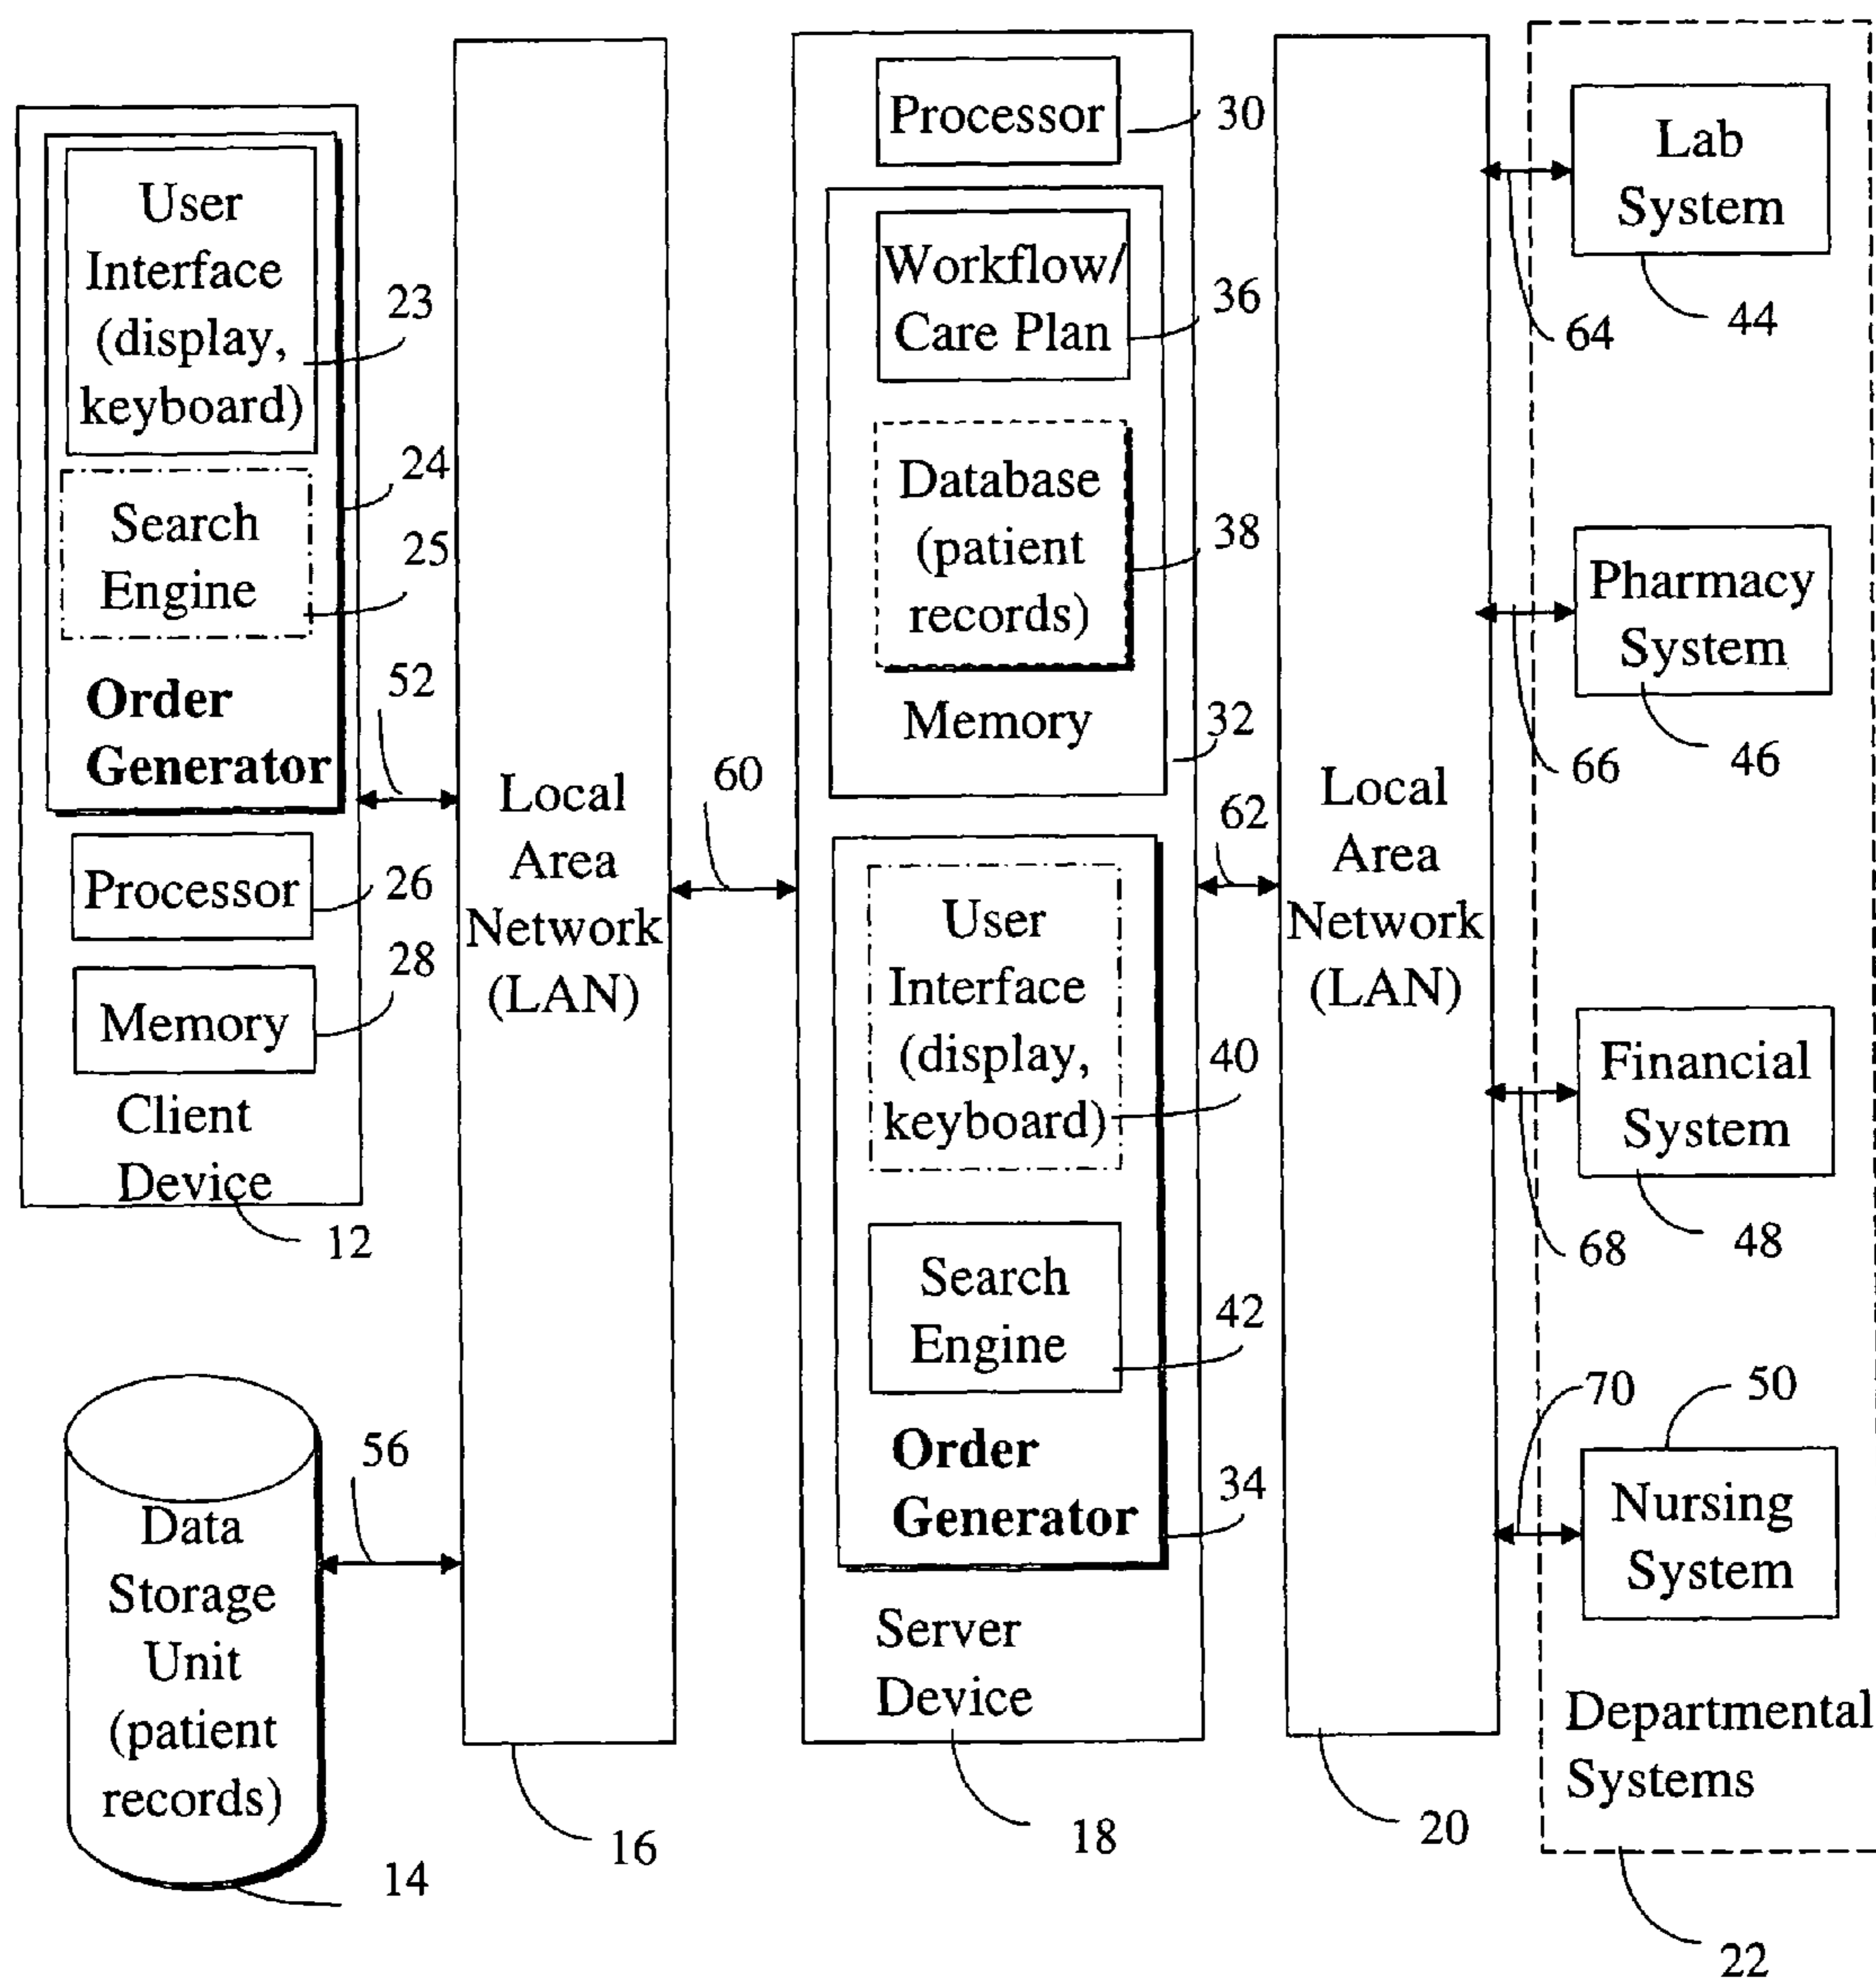 User
Interface
(display,
keyboard)
23
24
Search
Engine
25
Order
Generator
52
Processor
26
Memory
28
Client
Device
12
Data
Storage
Unit
(patient
records)
14
56
Local
Area
Network
(LAN)
16
60
Processor
30
Workflow/
Care Plan
36
Database
(patient
records)
38
Memory
32
User
Interface
(display,
keyboard)
40
Search
Engine
42
Order
Generator
34
Server
Device
18
62
Local
Area
Network
(LAN)
20
Lab
System
44
64
Pharmacy
System
46
66
Financial
System
48
68
Nursing
System
50
70
Departmental
Systems
22